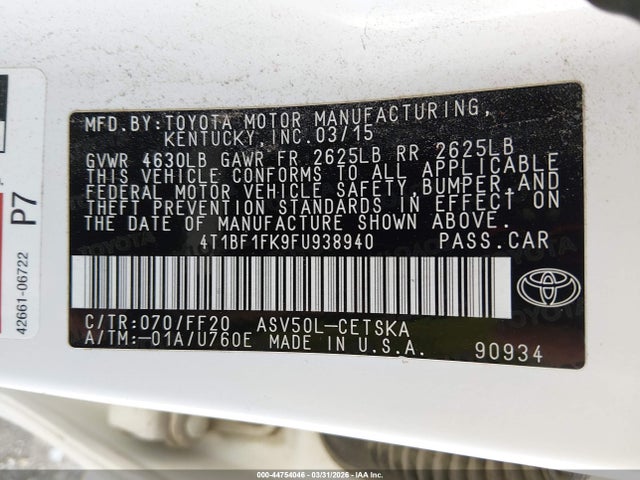 MFD.BY:TOYOTA MOTOR MANUFACTURING,
KENTUCKY,INC.03/15
GVWR 4630LB GAWR FR 2625LB RR 2625LB
THIS VEHICLE CONFORMS TO ALL APPLICABLE
FEDERAL MOTOR VEHICLE SAFETY,BUMPER,AND
THEFT PREVENTION STANDARDS IN EFFECT ON
THE DATE OF MANUFACTURE SHOWN ABOVE.
4T1BF1FK9FU938940 PASS.CAR
C/TR:070/FF20 ASV50L-CETSKA
A/TM:-01A/U760E MADE IN U.S.A. 90934
TOYOTA
P7
42661-06722
000-44754046 - 03/31/2026 - IAA Inc.